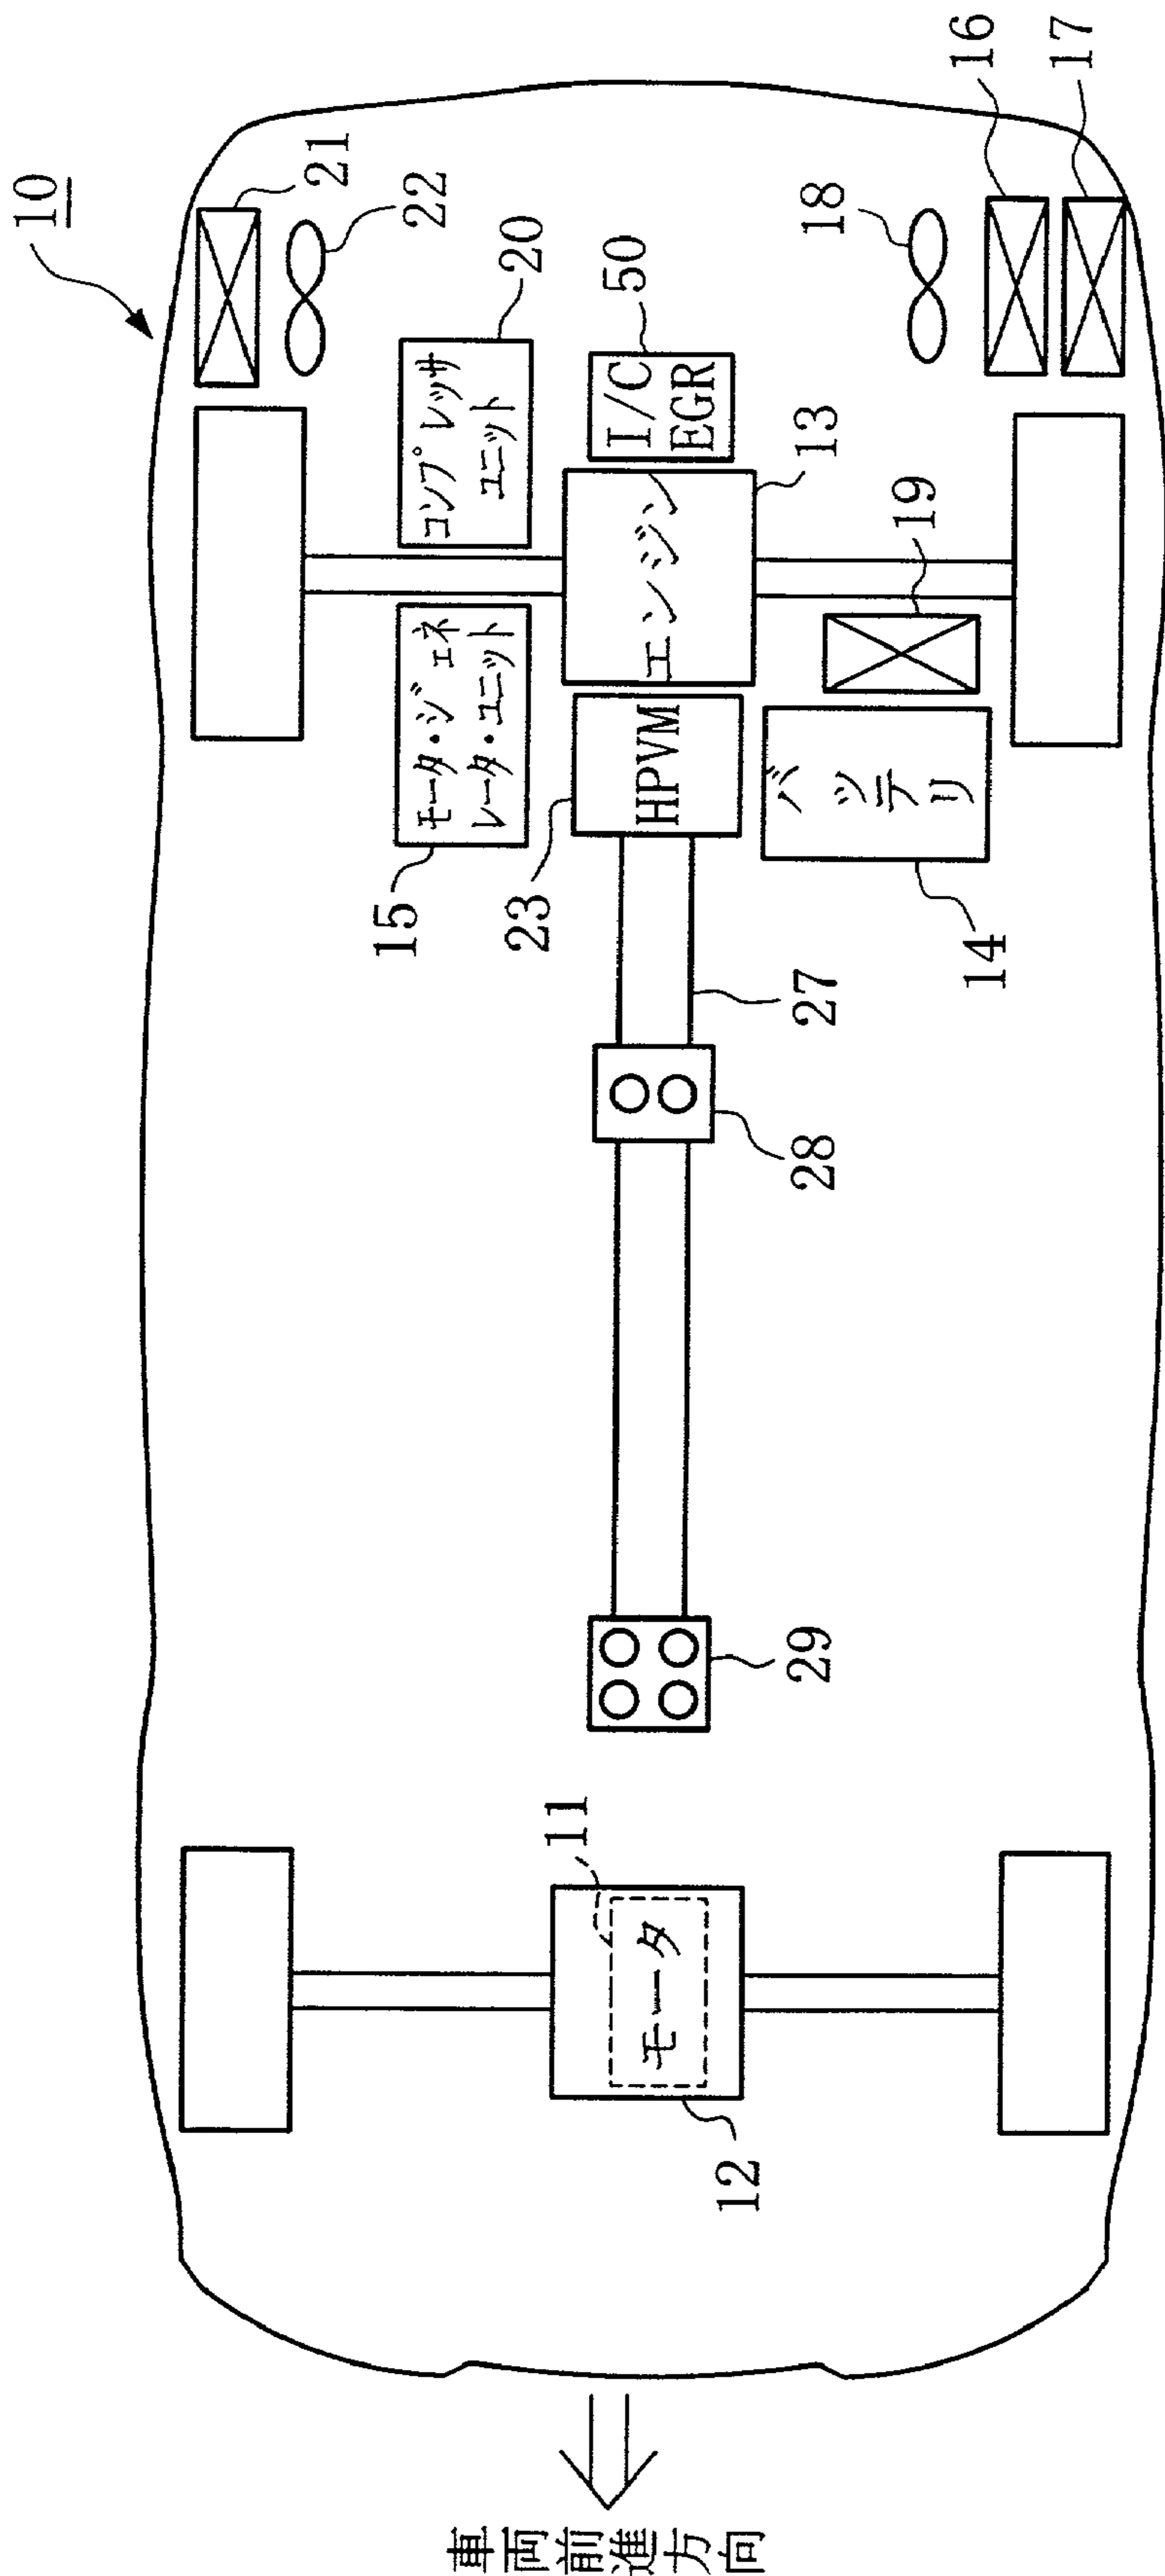 10
21
22
コンプレッサ
ユニット
20
I/C
EGR
50
18
16
17
モータ・ジェネ
レータ・ユニット
15
エンジン
13
19
HPVM
23
バッテリ
14
27
28
29
11
モータ
12
車両前進方向